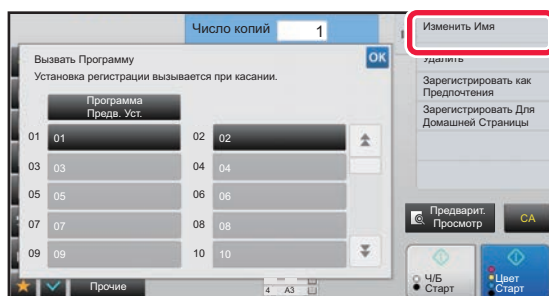 Число копий 1
Изменить Имя
Удалить
Зарегистрировать как
Предпочтения
Зарегистрировать Для
Домашней Страницы
Вызвать Программу
OK
Установка регистрации вызывается при касании.
Программа
Предв. Уст.
01 01
02 02
03 03
04 04
05 05
06 06
07 07
08 08
09 09
10 10
Предварит.
Просмотр
CA
Ч/Б
Старт
Цвет
Старт
Прочие
4 A3